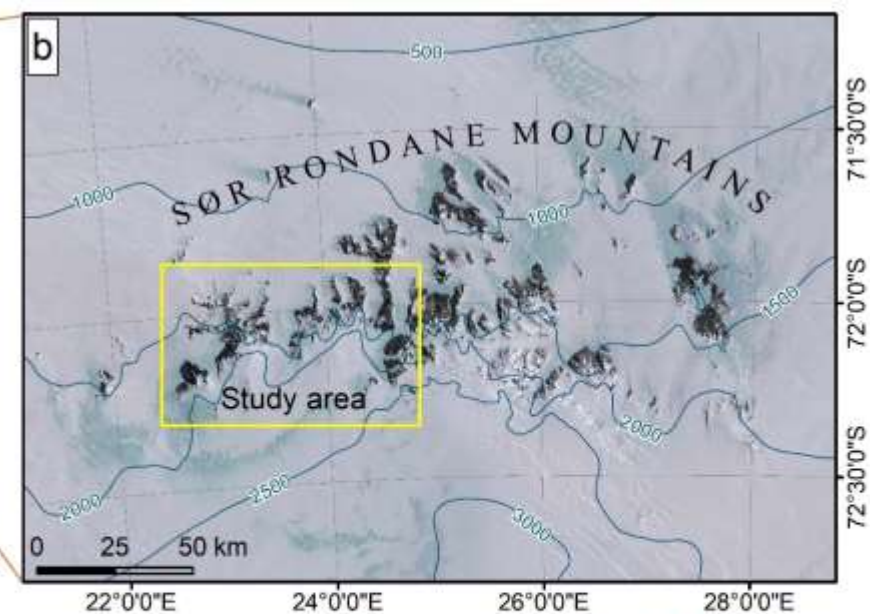 b
500
SØR RONDANE MOUNTAINS
1000
1000
1500
Study area
2000
2000
2500
3000
0 25 50 km
71°30'0"S
72°0'0"S
72°30'0"S
22°0'0"E 24°0'0"E 26°0'0"E 28°0'0"E